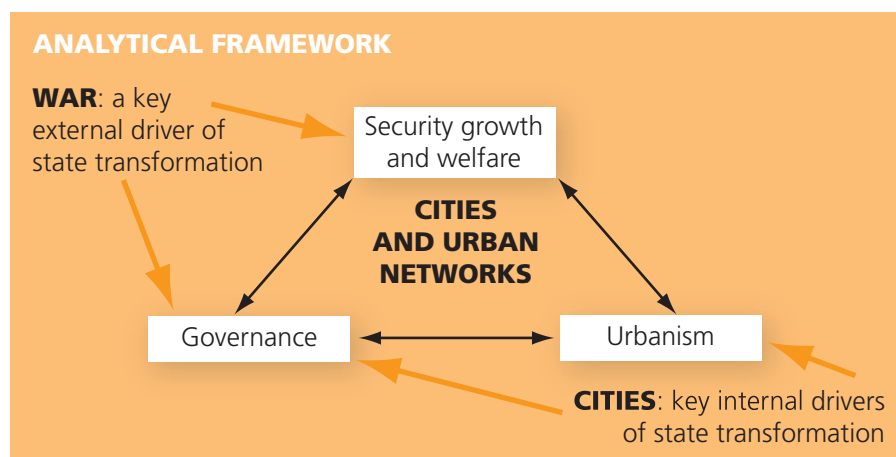 ANALYTICAL FRAMEWORK
WAR: a key
external driver of
state transformation
Security growth
and welfare
CITIES
AND URBAN
NETWORKS
Governance
Urbanism
CITIES: key internal drivers
of state transformation